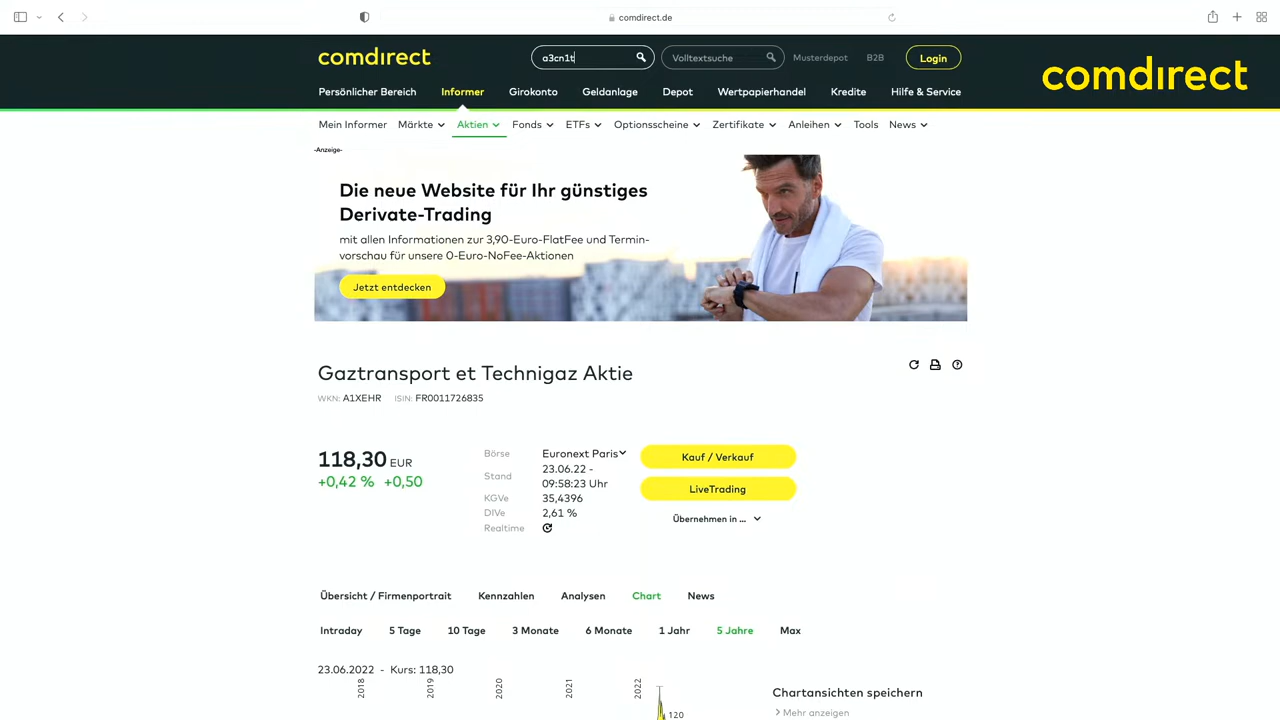 comdirect.de
comdirect
a3cn1t
Volltextsuche
Musterdepot
B2B
Login
comdirect
Persönlicher Bereich
Informer
Girokonto
Geldanlage
Depot
Wertpapierhandel
Kredite
Hilfe & Service
Mein Informer
Märkte
Aktien
Fonds
ETFs
Optionsscheine
Zertifikate
Anleihen
Tools
News
-Anzeige-
Die neue Website für Ihr günstiges
Derivate-Trading
mit allen Informationen zur 3,90-Euro-FlatFee und Termin-
vorschau für unsere 0-Euro-NoFee-Aktionen
Jetzt entdecken
Gaztransport et Technigaz Aktie
WKN: A1XEHR ISIN: FR0011726835
118,30 EUR
+0,42 % +0,50
Börse Euronext Paris
Stand 23.06.22 -
09:58:23 Uhr
KGVe 35,4396
DIVe 2,61 %
Realtime
Kauf / Verkauf
LiveTrading
Übernehmen in ...
Übersicht / Firmenportrait
Kennzahlen
Analysen
Chart
News
Intraday
5 Tage
10 Tage
3 Monate
6 Monate
1 Jahr
5 Jahre
Max
23.06.2022 - Kurs: 118,30
2018
2019
2020
2021
2022
120
Chartansichten speichern
Mehr anzeigen